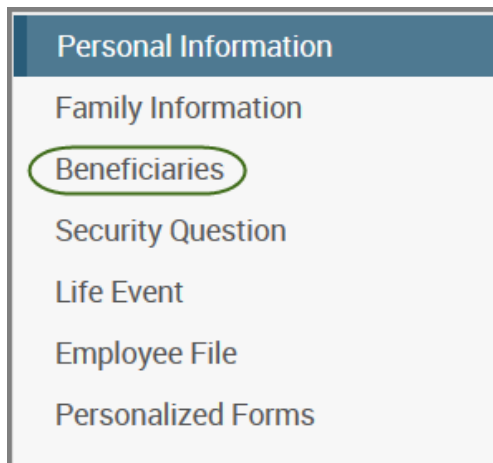 Personal Information
Family Information
Beneficiaries
Security Question
Life Event
Employee File
Personalized Forms